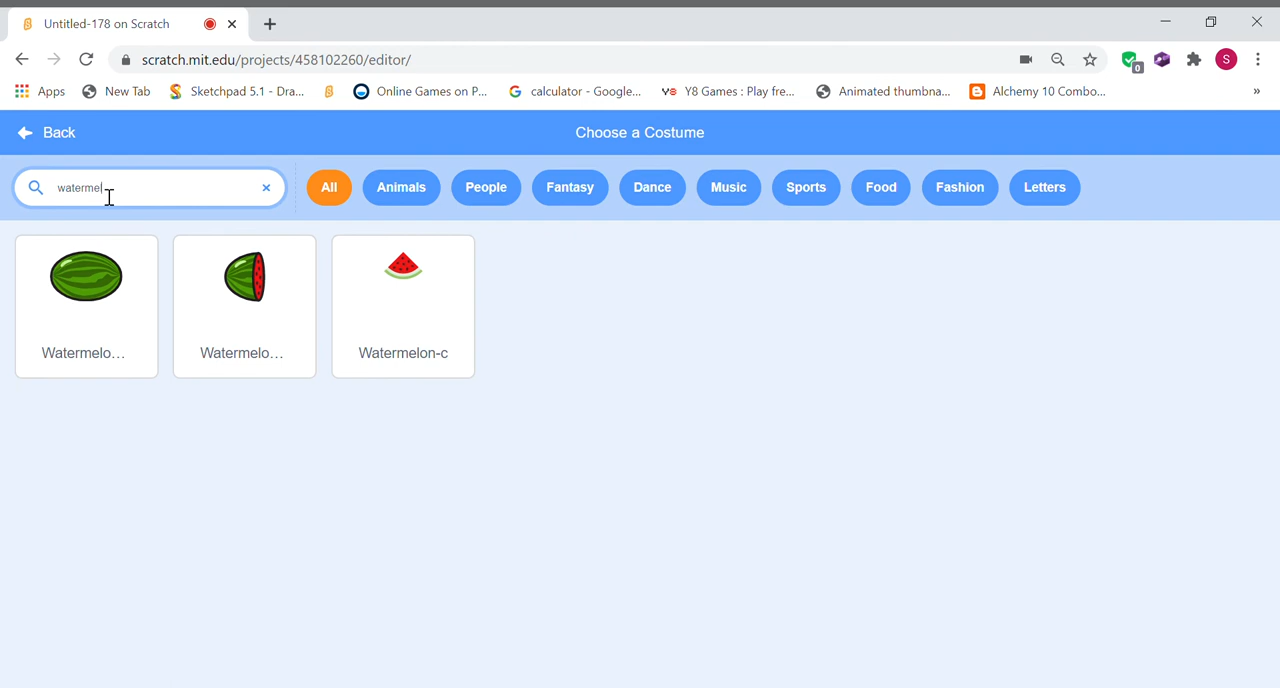 Untitled-178 on Scratch
scratch.mit.edu/projects/458102260/editor/
0
S
Apps
New Tab
Sketchpad 5.1 - Dra...
Online Games on P...
calculator - Google...
Y8 Games : Play fre...
Animated thumbna...
Alchemy 10 Combo...
»
Back
Choose a Costume
watermel
All
Animals
People
Fantasy
Dance
Music
Sports
Food
Fashion
Letters
Watermelo...
Watermelo...
Watermelon-c